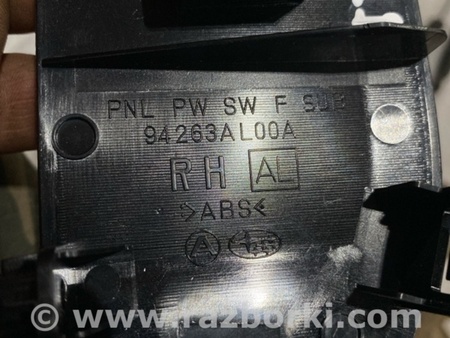 PNL PW SW F SUB
94263AL00A
RH AL
>ABS<
A
© www.razborki.com